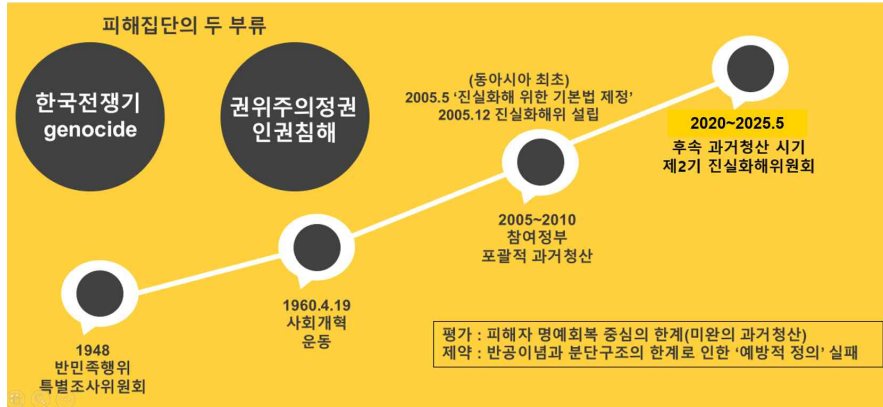 피해집단의 두 부류
한국전쟁기
genocide
권위주의정권
인권침해
(동아시아 최초)
2005.5 ‘진실화해 위한 기본법 제정’
2005.12 진실화해위 설립
2020~2025.5
후속 과거청산 시기
제2기 진실화해위원회
2005~2010
참여정부
포괄적 과거청산
1960.4.19
사회개혁
운동
1948
반민족행위
특별조사위원회
평가 : 피해자 명예회복 중심의 한계(미완의 과거청산)
제약 : 반공이념과 분단구조의 한계로 인한 ‘예방적 정의’ 실패